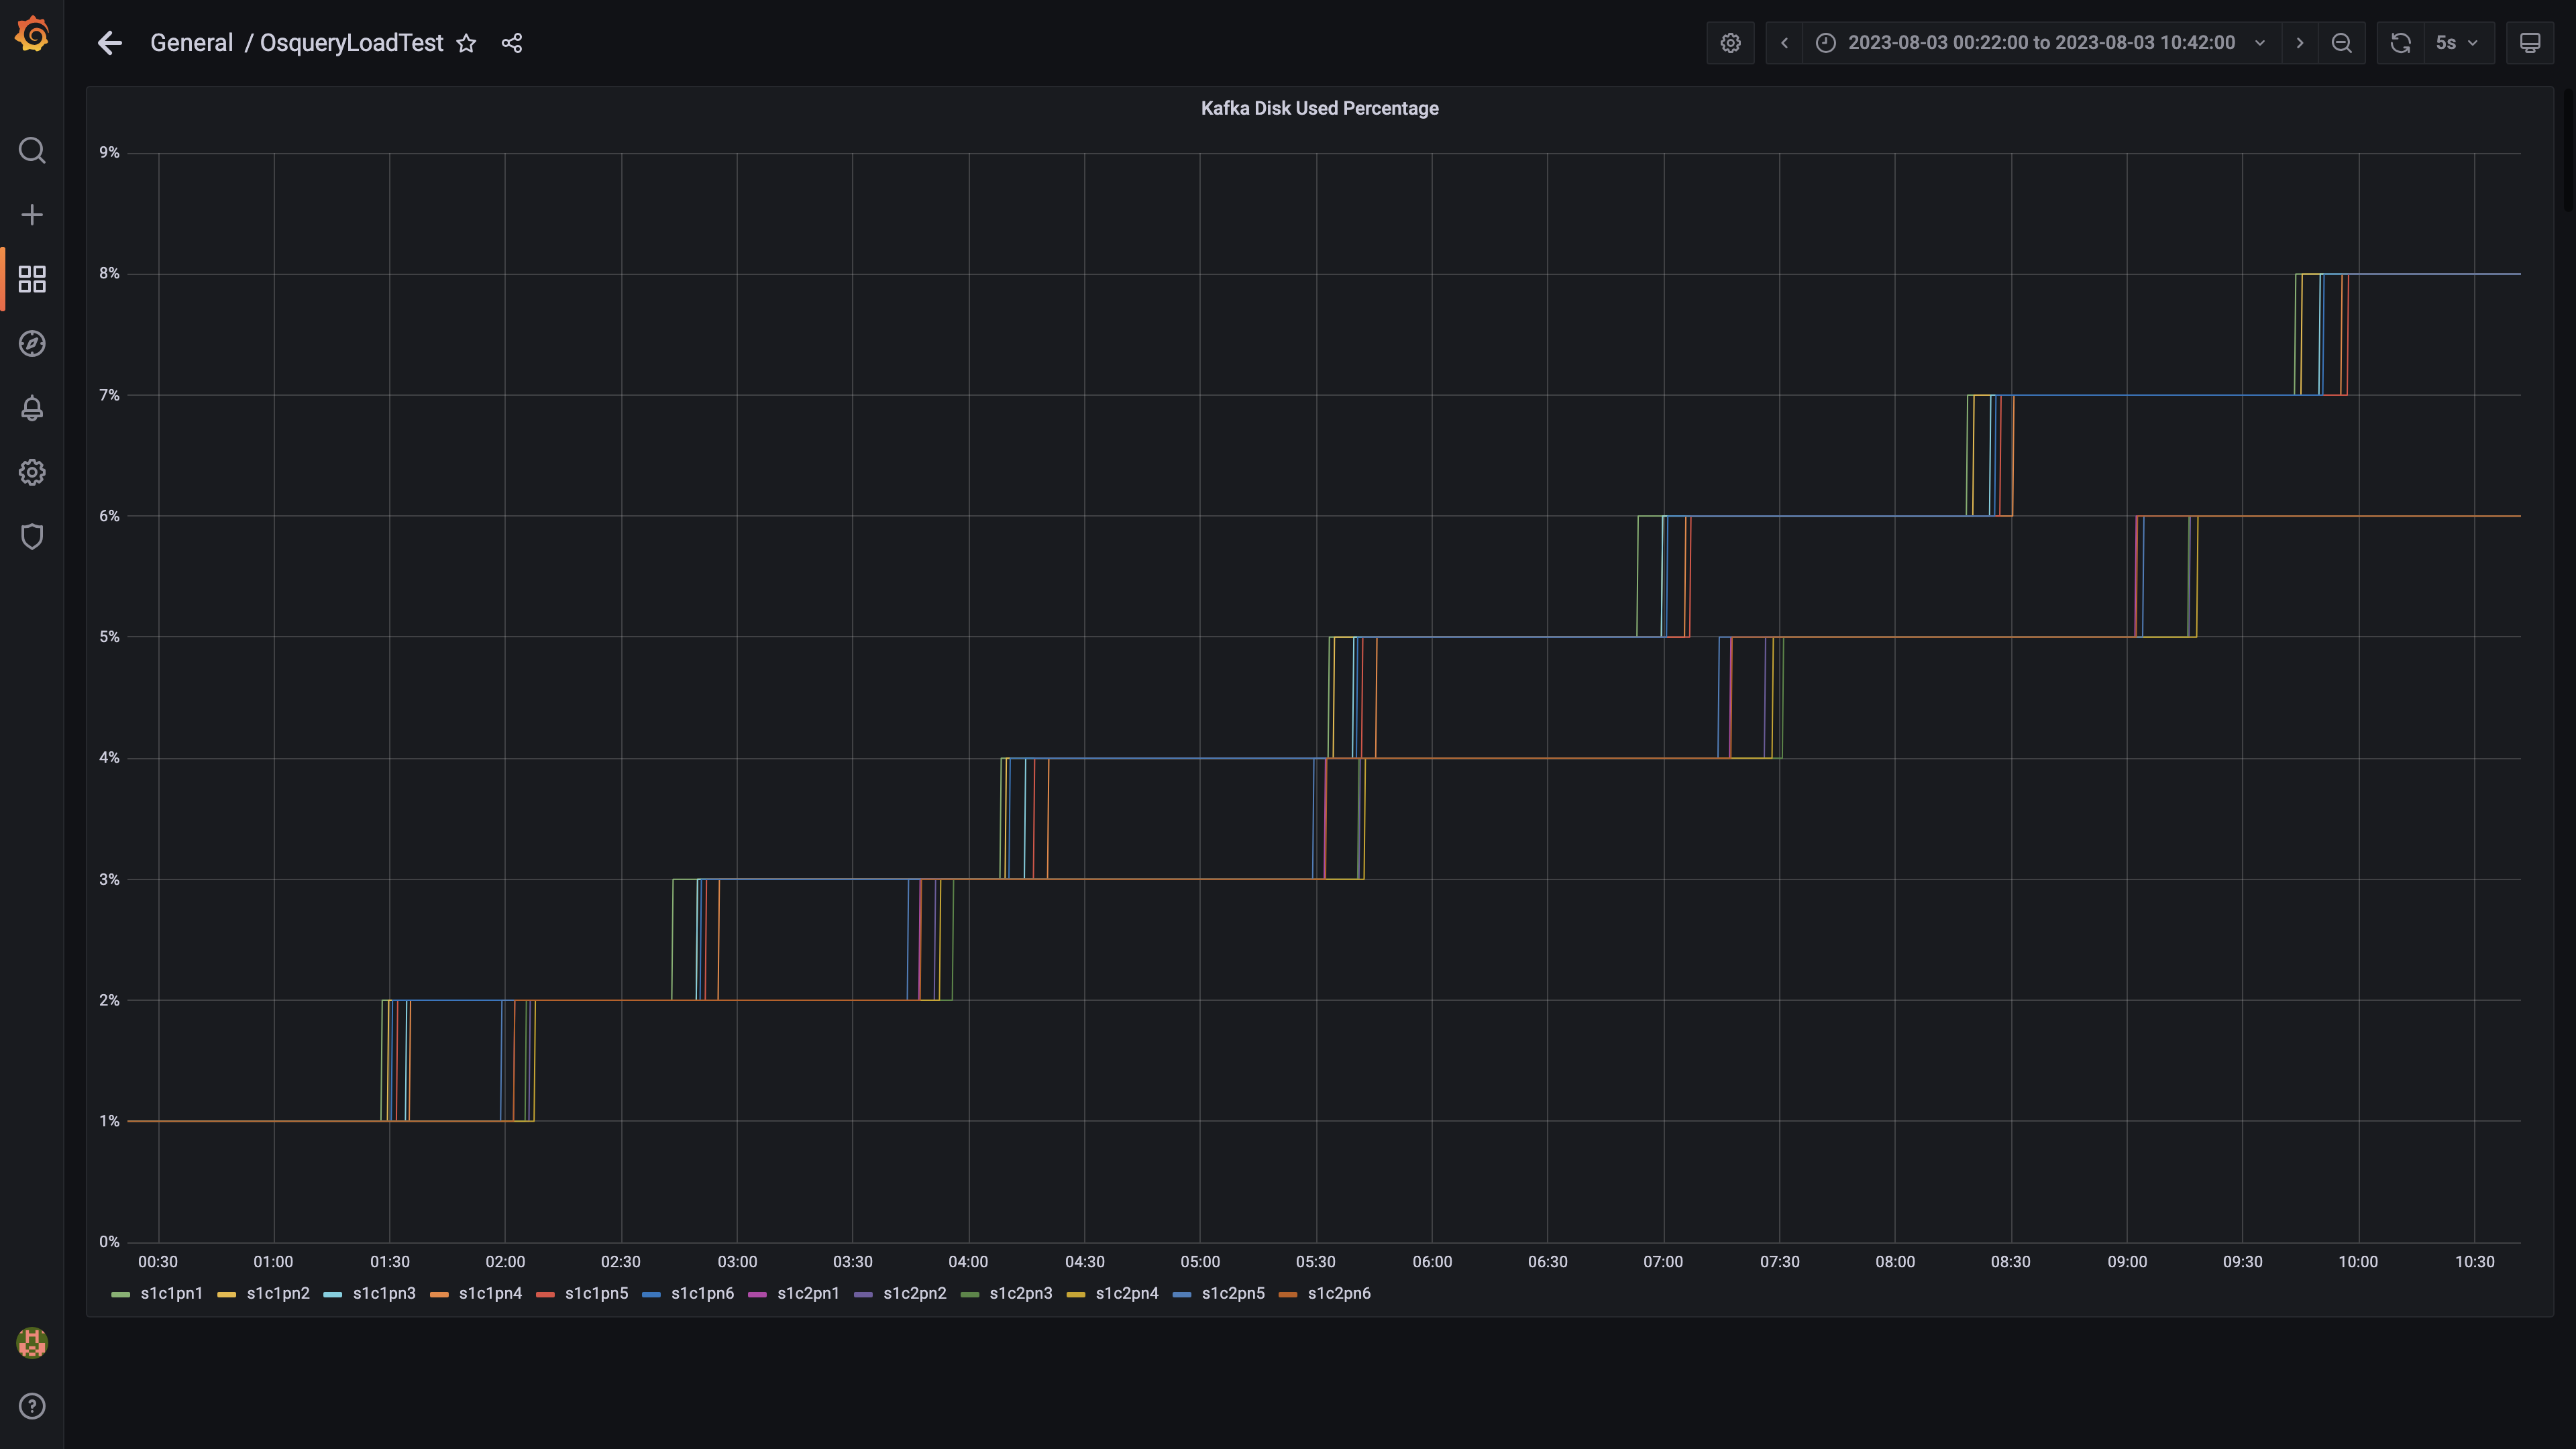 General / OsqueryLoadTest
2023-08-03 00:22:00 to 2023-08-03 10:42:00
5s
Kafka Disk Used Percentage
9%
8%
7%
6%
5%
4%
3%
2%
1%
0%
00:30 01:00 01:30 02:00 02:30 03:00 03:30 04:00 04:30 05:00 05:30 06:00 06:30 07:00 07:30 08:00 08:30 09:00 09:30 10:00 10:30
s1c1pn1 s1c1pn2 s1c1pn3 s1c1pn4 s1c1pn5 s1c1pn6 s1c2pn1 s1c2pn2 s1c2pn3 s1c2pn4 s1c2pn5 s1c2pn6